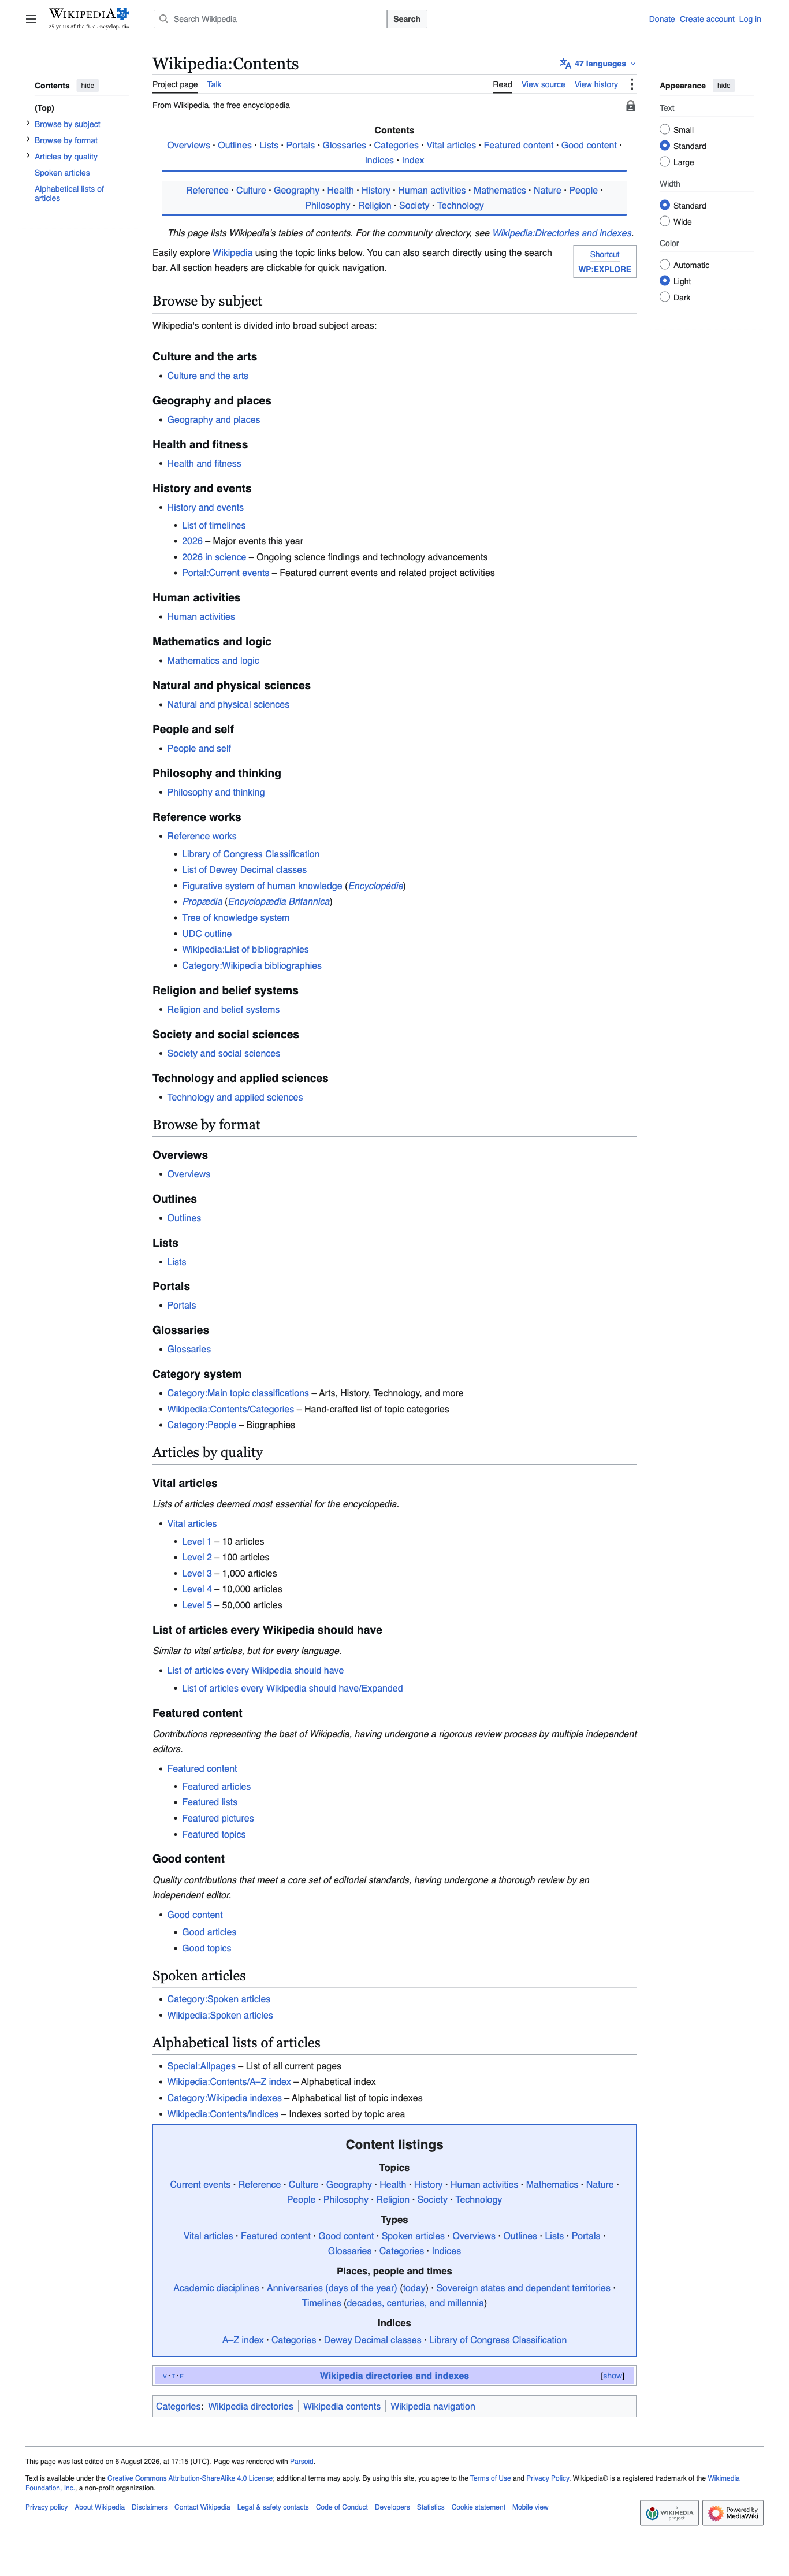 WIKIPEDIA
25 years of the free encyclopedia
Search Wikipedia
Search
Donate Create account Log in
Contents hide
(Top)
Browse by subject
Browse by format
Articles by quality
Spoken articles
Alphabetical lists of
articles
Wikipedia:Contents
47 languages
Project page Talk
Read View source View history
From Wikipedia, the free encyclopedia
Contents
Overviews · Outlines · Lists · Portals · Glossaries · Categories · Vital articles · Featured content · Good content ·
Indices · Index
Reference · Culture · Geography · Health · History · Human activities · Mathematics · Nature · People ·
Philosophy · Religion · Society · Technology
This page lists Wikipedia's tables of contents. For the community directory, see Wikipedia:Directories and indexes.
Easily explore Wikipedia using the topic links below. You can also search directly using the search
bar. All section headers are clickable for quick navigation.
Shortcut
WP:EXPLORE
Browse by subject
Wikipedia's content is divided into broad subject areas:
Culture and the arts
• Culture and the arts
Geography and places
• Geography and places
Health and fitness
• Health and fitness
History and events
• History and events
• List of timelines
• 2026 – Major events this year
• 2026 in science – Ongoing science findings and technology advancements
• Portal:Current events – Featured current events and related project activities
Human activities
• Human activities
Mathematics and logic
• Mathematics and logic
Natural and physical sciences
• Natural and physical sciences
People and self
• People and self
Philosophy and thinking
• Philosophy and thinking
Reference works
• Reference works
• Library of Congress Classification
• List of Dewey Decimal classes
• Figurative system of human knowledge (Encyclopédie)
• Propædia (Encyclopædia Britannica)
• Tree of knowledge system
• UDC outline
• Wikipedia:List of bibliographies
• Category:Wikipedia bibliographies
Religion and belief systems
• Religion and belief systems
Society and social sciences
• Society and social sciences
Technology and applied sciences
• Technology and applied sciences
Browse by format
Overviews
• Overviews
Outlines
• Outlines
Lists
• Lists
Portals
• Portals
Glossaries
• Glossaries
Category system
• Category:Main topic classifications – Arts, History, Technology, and more
• Wikipedia:Contents/Categories – Hand-crafted list of topic categories
• Category:People – Biographies
Articles by quality
Vital articles
Lists of articles deemed most essential for the encyclopedia.
• Vital articles
• Level 1 – 10 articles
• Level 2 – 100 articles
• Level 3 – 1,000 articles
• Level 4 – 10,000 articles
• Level 5 – 50,000 articles
List of articles every Wikipedia should have
Similar to vital articles, but for every language.
• List of articles every Wikipedia should have
• List of articles every Wikipedia should have/Expanded
Featured content
Contributions representing the best of Wikipedia, having undergone a rigorous review process by multiple independent
editors.
• Featured content
• Featured articles
• Featured lists
• Featured pictures
• Featured topics
Good content
Quality contributions that meet a core set of editorial standards, having undergone a thorough review by an
independent editor.
• Good content
• Good articles
• Good topics
Spoken articles
• Category:Spoken articles
• Wikipedia:Spoken articles
Alphabetical lists of articles
• Special:Allpages – List of all current pages
• Wikipedia:Contents/A–Z index – Alphabetical index
• Category:Wikipedia indexes – Alphabetical list of topic indexes
• Wikipedia:Contents/Indices – Indexes sorted by topic area
Content listings
Topics
Current events · Reference · Culture · Geography · Health · History · Human activities · Mathematics · Nature ·
People · Philosophy · Religion · Society · Technology
Types
Vital articles · Featured content · Good content · Spoken articles · Overviews · Outlines · Lists · Portals ·
Glossaries · Categories · Indices
Places, people and times
Academic disciplines · Anniversaries (days of the year) (today) · Sovereign states and dependent territories ·
Timelines (decades, centuries, and millennia)
Indices
A–Z index · Categories · Dewey Decimal classes · Library of Congress Classification
V · T · E Wikipedia directories and indexes [show]
Categories: Wikipedia directories | Wikipedia contents | Wikipedia navigation
Appearance hide
Text
Small
Standard
Large
Width
Standard
Wide
Color
Automatic
Light
Dark
This page was last edited on 6 August 2026, at 17:15 (UTC). Page was rendered with Parsoid.
Text is available under the Creative Commons Attribution-ShareAlike 4.0 License; additional terms may apply. By using this site, you agree to the Terms of Use and Privacy Policy. Wikipedia® is a registered trademark of the Wikimedia
Foundation, Inc., a non-profit organization.
Privacy policy About Wikipedia Disclaimers Contact Wikipedia Legal & safety contacts Code of Conduct Developers Statistics Cookie statement Mobile view
A WIKIMEDIA project
Powered by MediaWiki